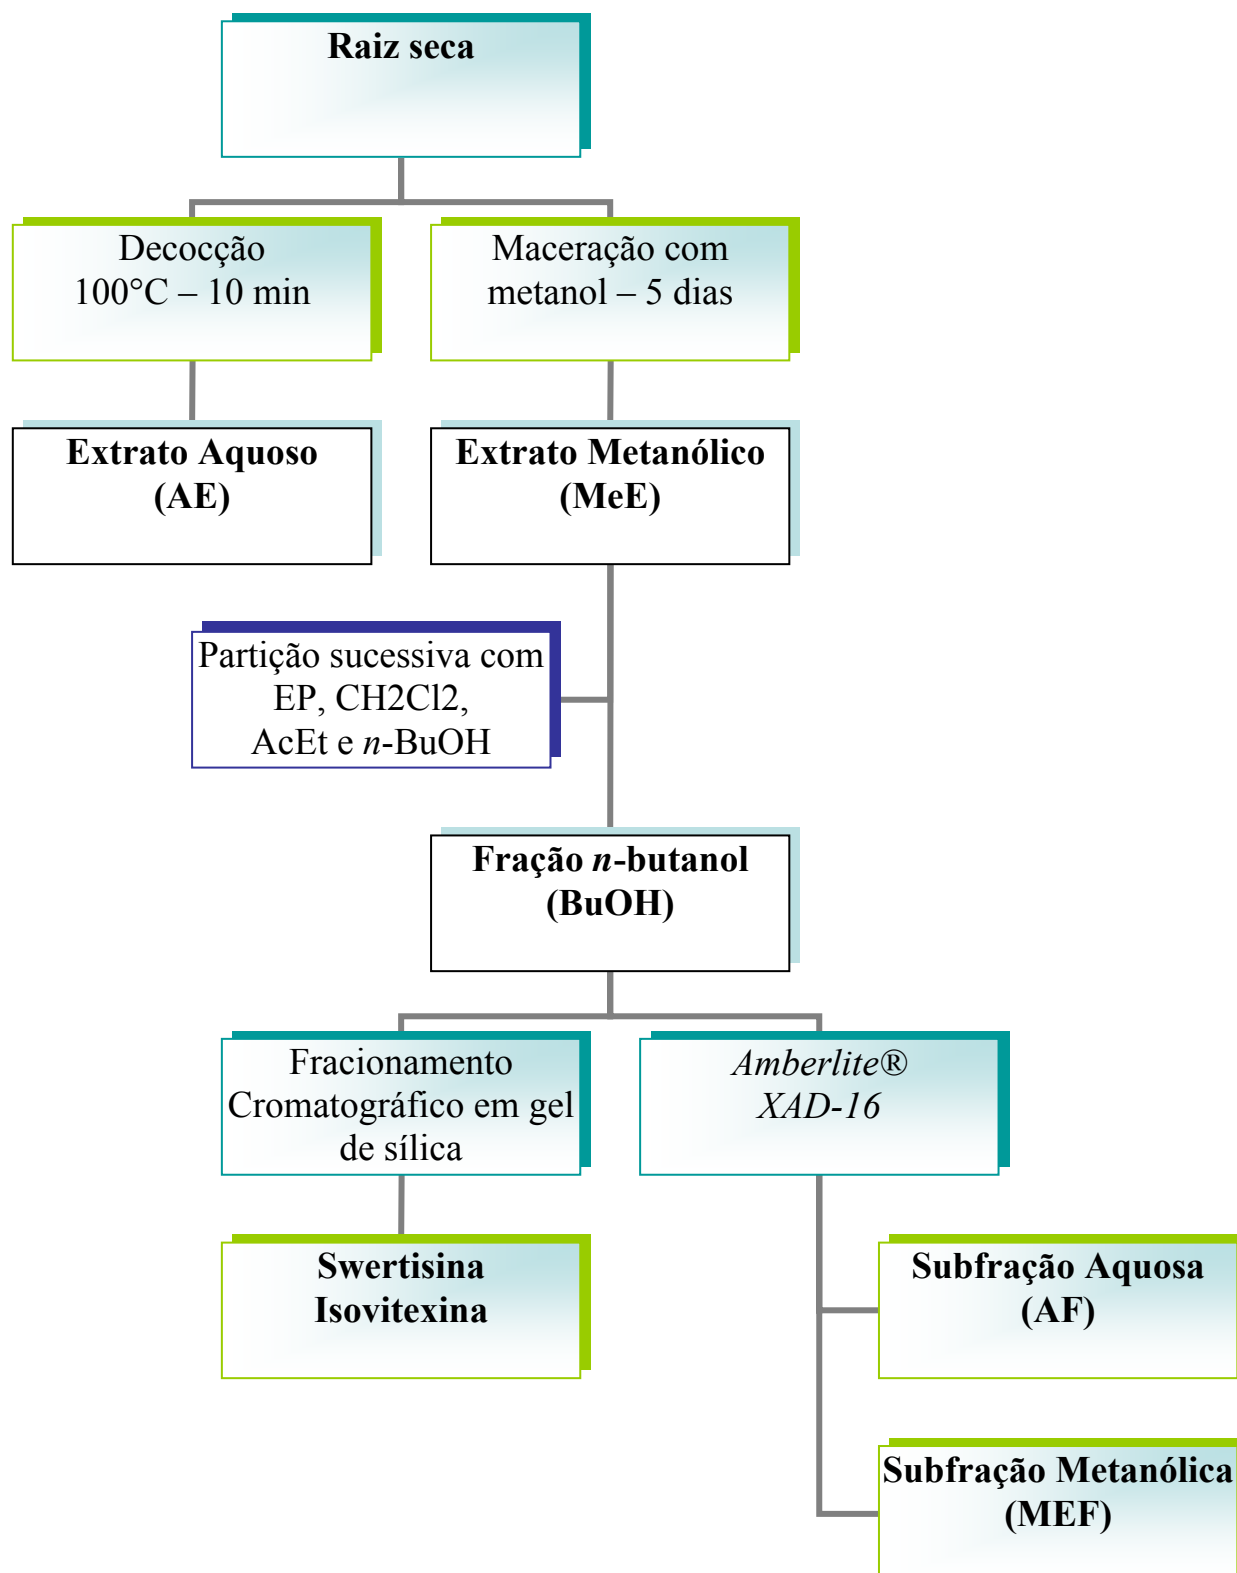 Raiz seca
Decocção
100°C – 10 min
Maceração com
metanol – 5 dias
Extrato Aquoso
(AE)
Extrato Metanólico
(MeE)
Partição sucessiva com
EP, CH2Cl2,
AcEt e n-BuOH
Fração n-butanol
(BuOH)
Fracionamento
Cromatográfico em gel
de sílica
Amberlite®
XAD-16
Swertisina
Isovitexina
Subfração Aquosa
(AF)
Subfração Metanólica
(MEF)